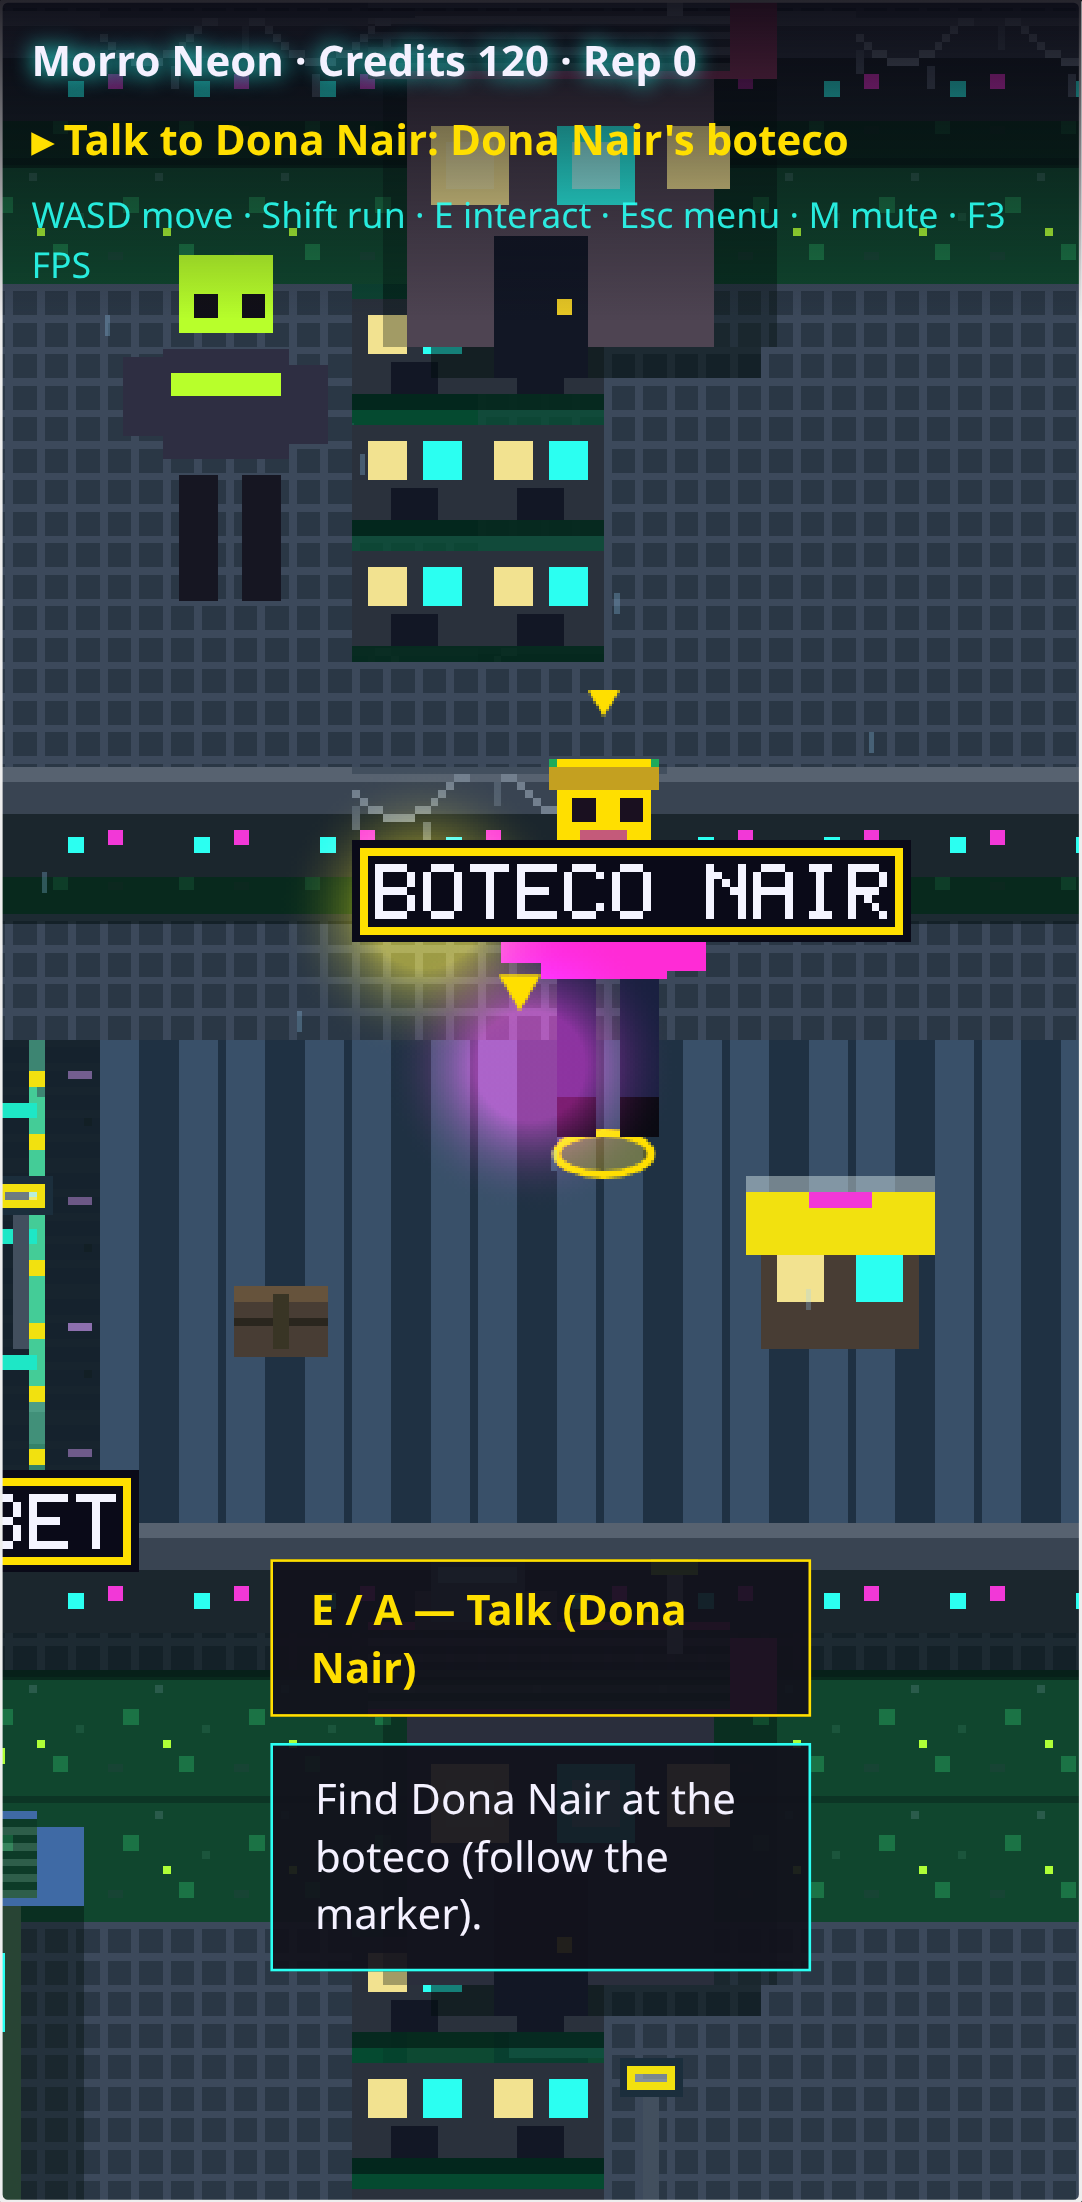 Morro Neon · Credits 120 · Rep 0
▸ Talk to Dona Nair: Dona Nair's boteco
WASD move · Shift run · E interact · Esc menu · M mute · F3
FPS
BOTECO NAIR
BET
E / A — Talk (Dona
Nair)
Find Dona Nair at the
boteco (follow the
marker).